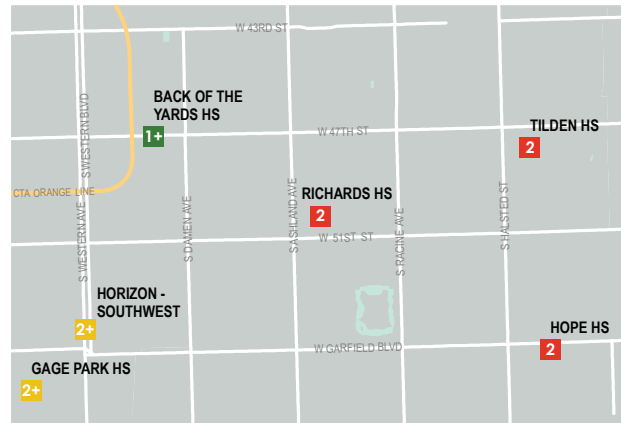 W 43RD ST
BACK OF THE
YARDS HS
1+
W 47TH ST
TILDEN HS
2
S WESTERN BLVD
CTA ORANGE LINE
RICHARDS HS
2
S WESTERN AVE
S DAMEN AVE
S ASHLAND AVE
S RACINE AVE
S HALSTED ST
W 51ST ST
HORIZON -
SOUTHWEST
2+
HOPE HS
2
W GARFIELD BLVD
GAGE PARK HS
2+